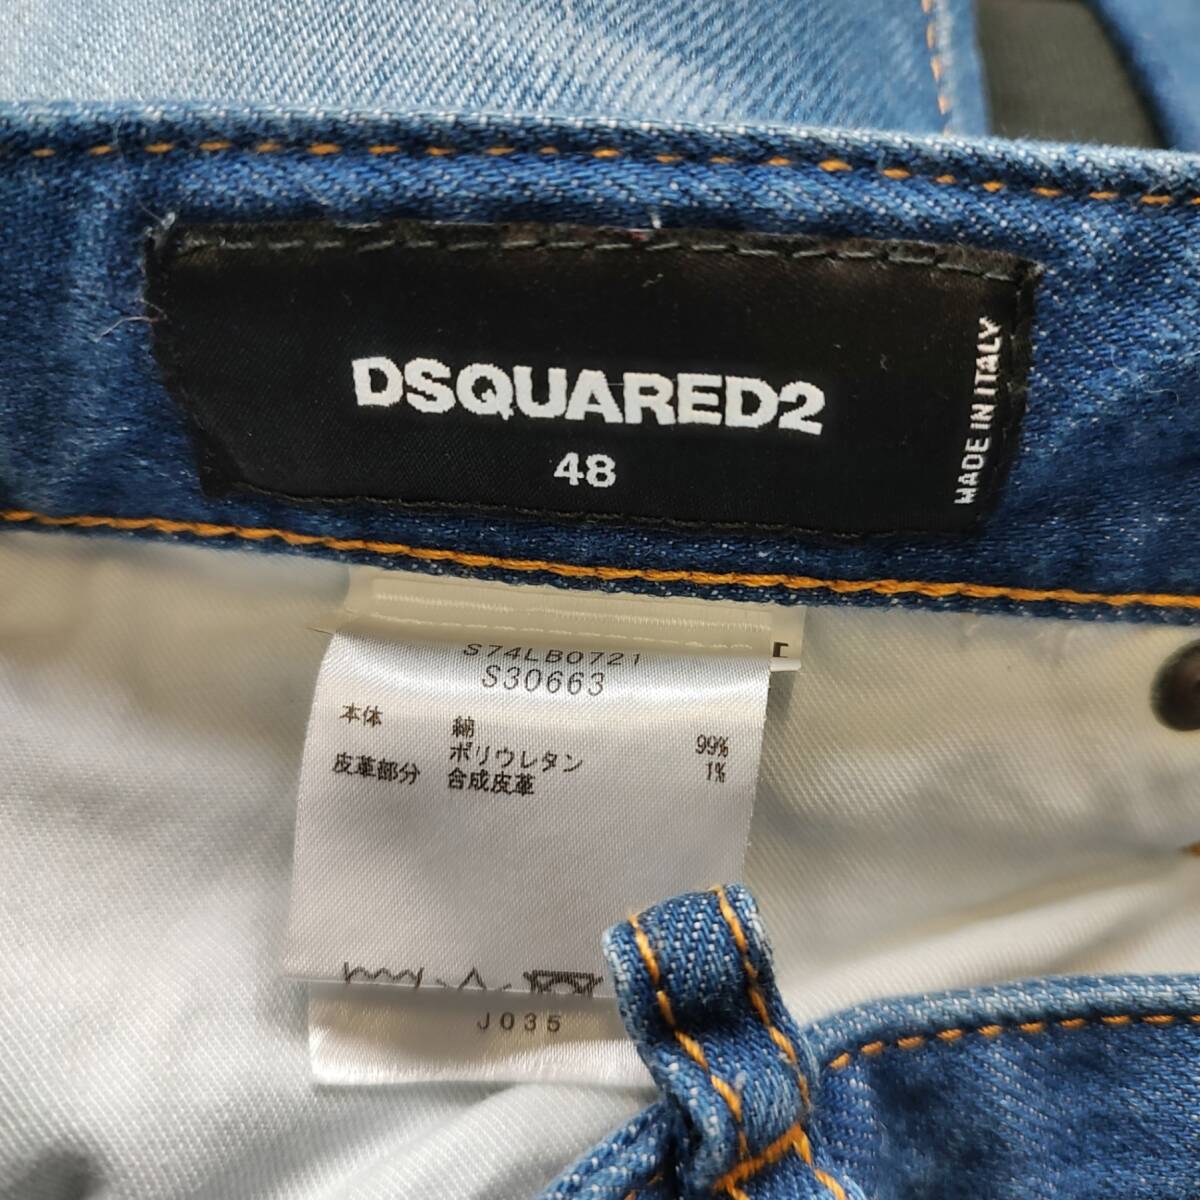 DSQUARED2
48
MADE IN ITALY
S74LB0721
S30663
本体 綿 99%
ポリウレタン 1%
皮革部分 合成皮革
J035